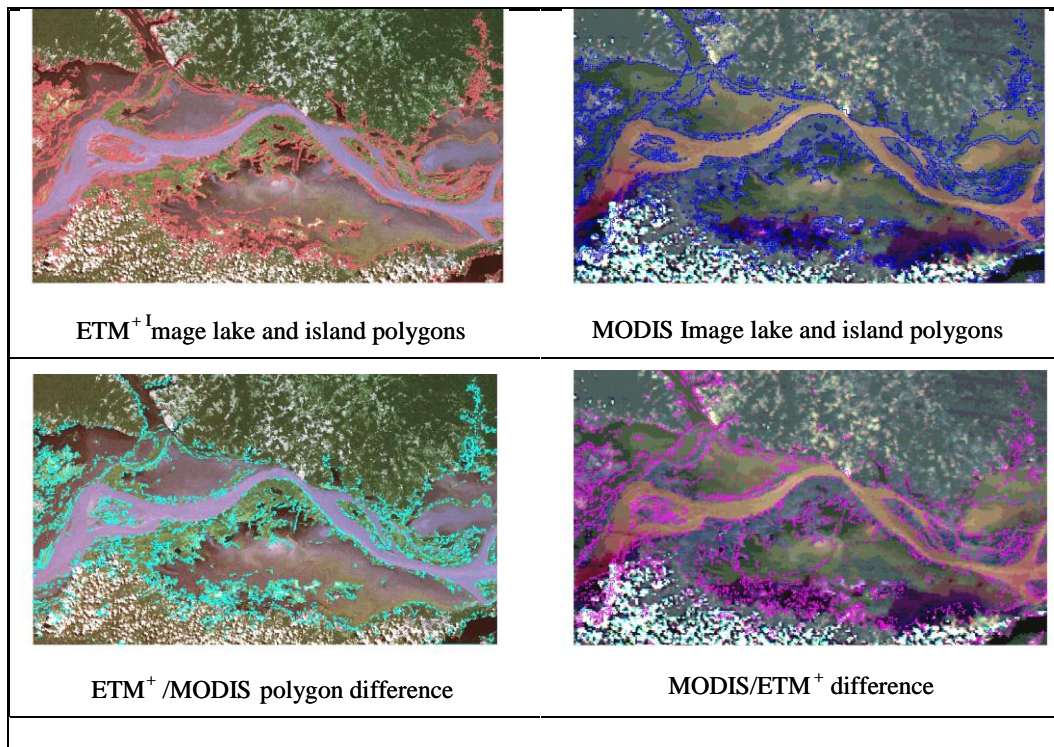 ETM+ Image lake and island polygons
MODIS Image lake and island polygons
ETM+ /MODIS polygon difference
MODIS/ETM+ difference